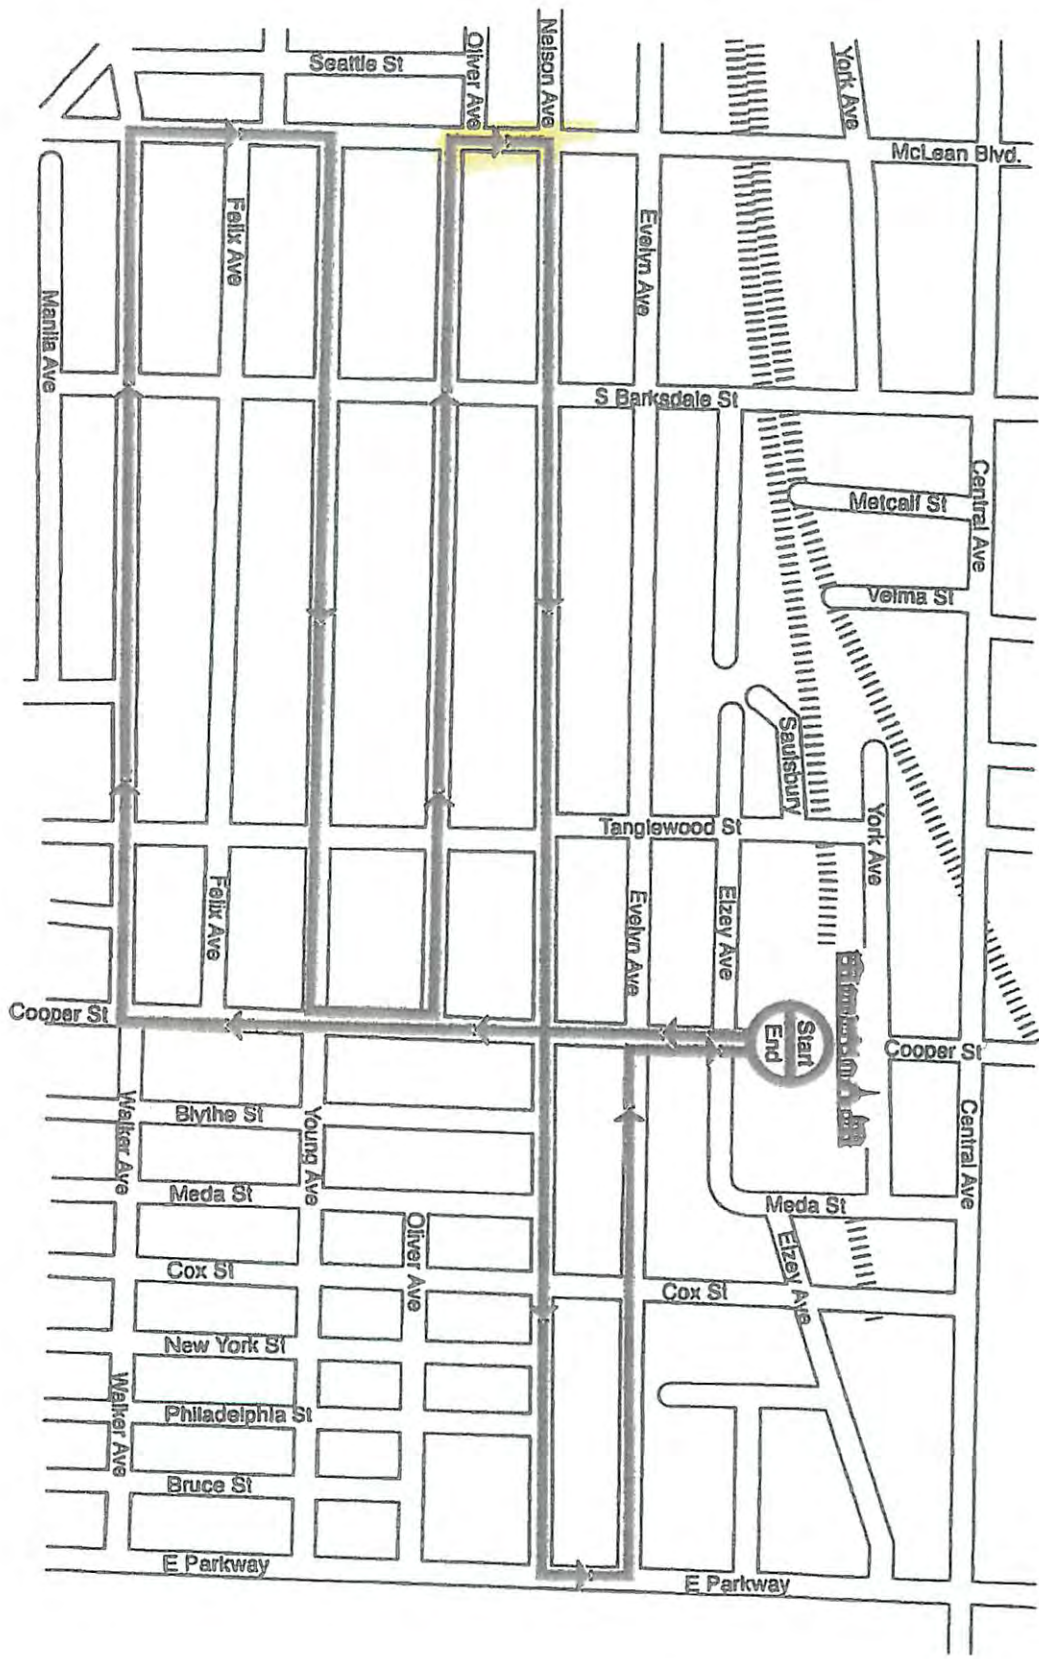 Seattle St
Oliver Ave
Nelson Ave
York Ave
McLean Blvd.
Felix Ave
Evelyn Ave
Manila Ave
S Barksdale St
Central Ave
Metcalf St
Velma St
Saulsbury
Tanglewood St
York Ave
Felix Ave
Evelyn Ave
Elzey Ave
Cooper St
Start
End
Cooper St
Walker Ave
Blythe St
Young Ave
Central Ave
Meda St
Meda St
Oliver Ave
Elzey Ave
Cox St
Cox St
New York St
Walker Ave
Philadelphia St
Bruce St
E Parkway
E Parkway